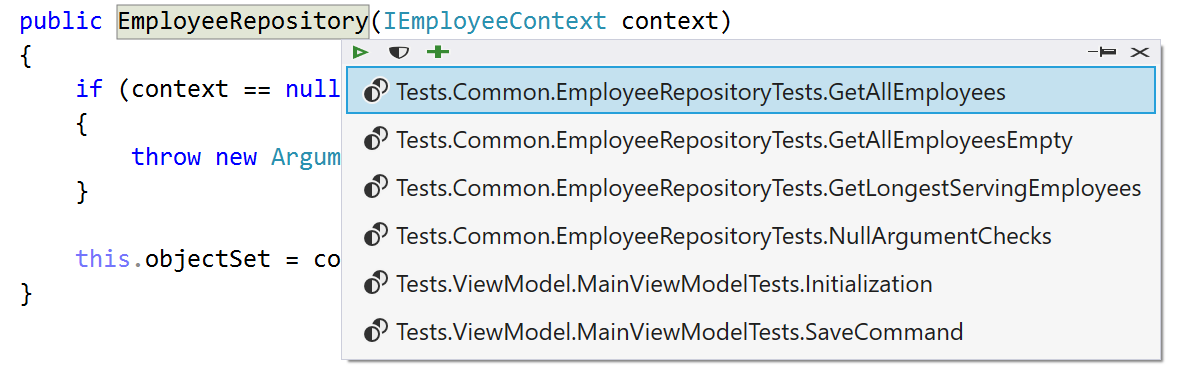 public EmployeeRepository(IEmployeeContext context)
{
if (context == null
Tests.Common.EmployeeRepositoryTests.GetAllEmployees
{
Tests.Common.EmployeeRepositoryTests.GetAllEmployeesEmpty
throw new Argum
Tests.Common.EmployeeRepositoryTests.GetLongestServingEmployees
}
Tests.Common.EmployeeRepositoryTests.NullArgumentChecks
this.objectSet = co
Tests.ViewModel.MainViewModelTests.Initialization
}
Tests.ViewModel.MainViewModelTests.SaveCommand